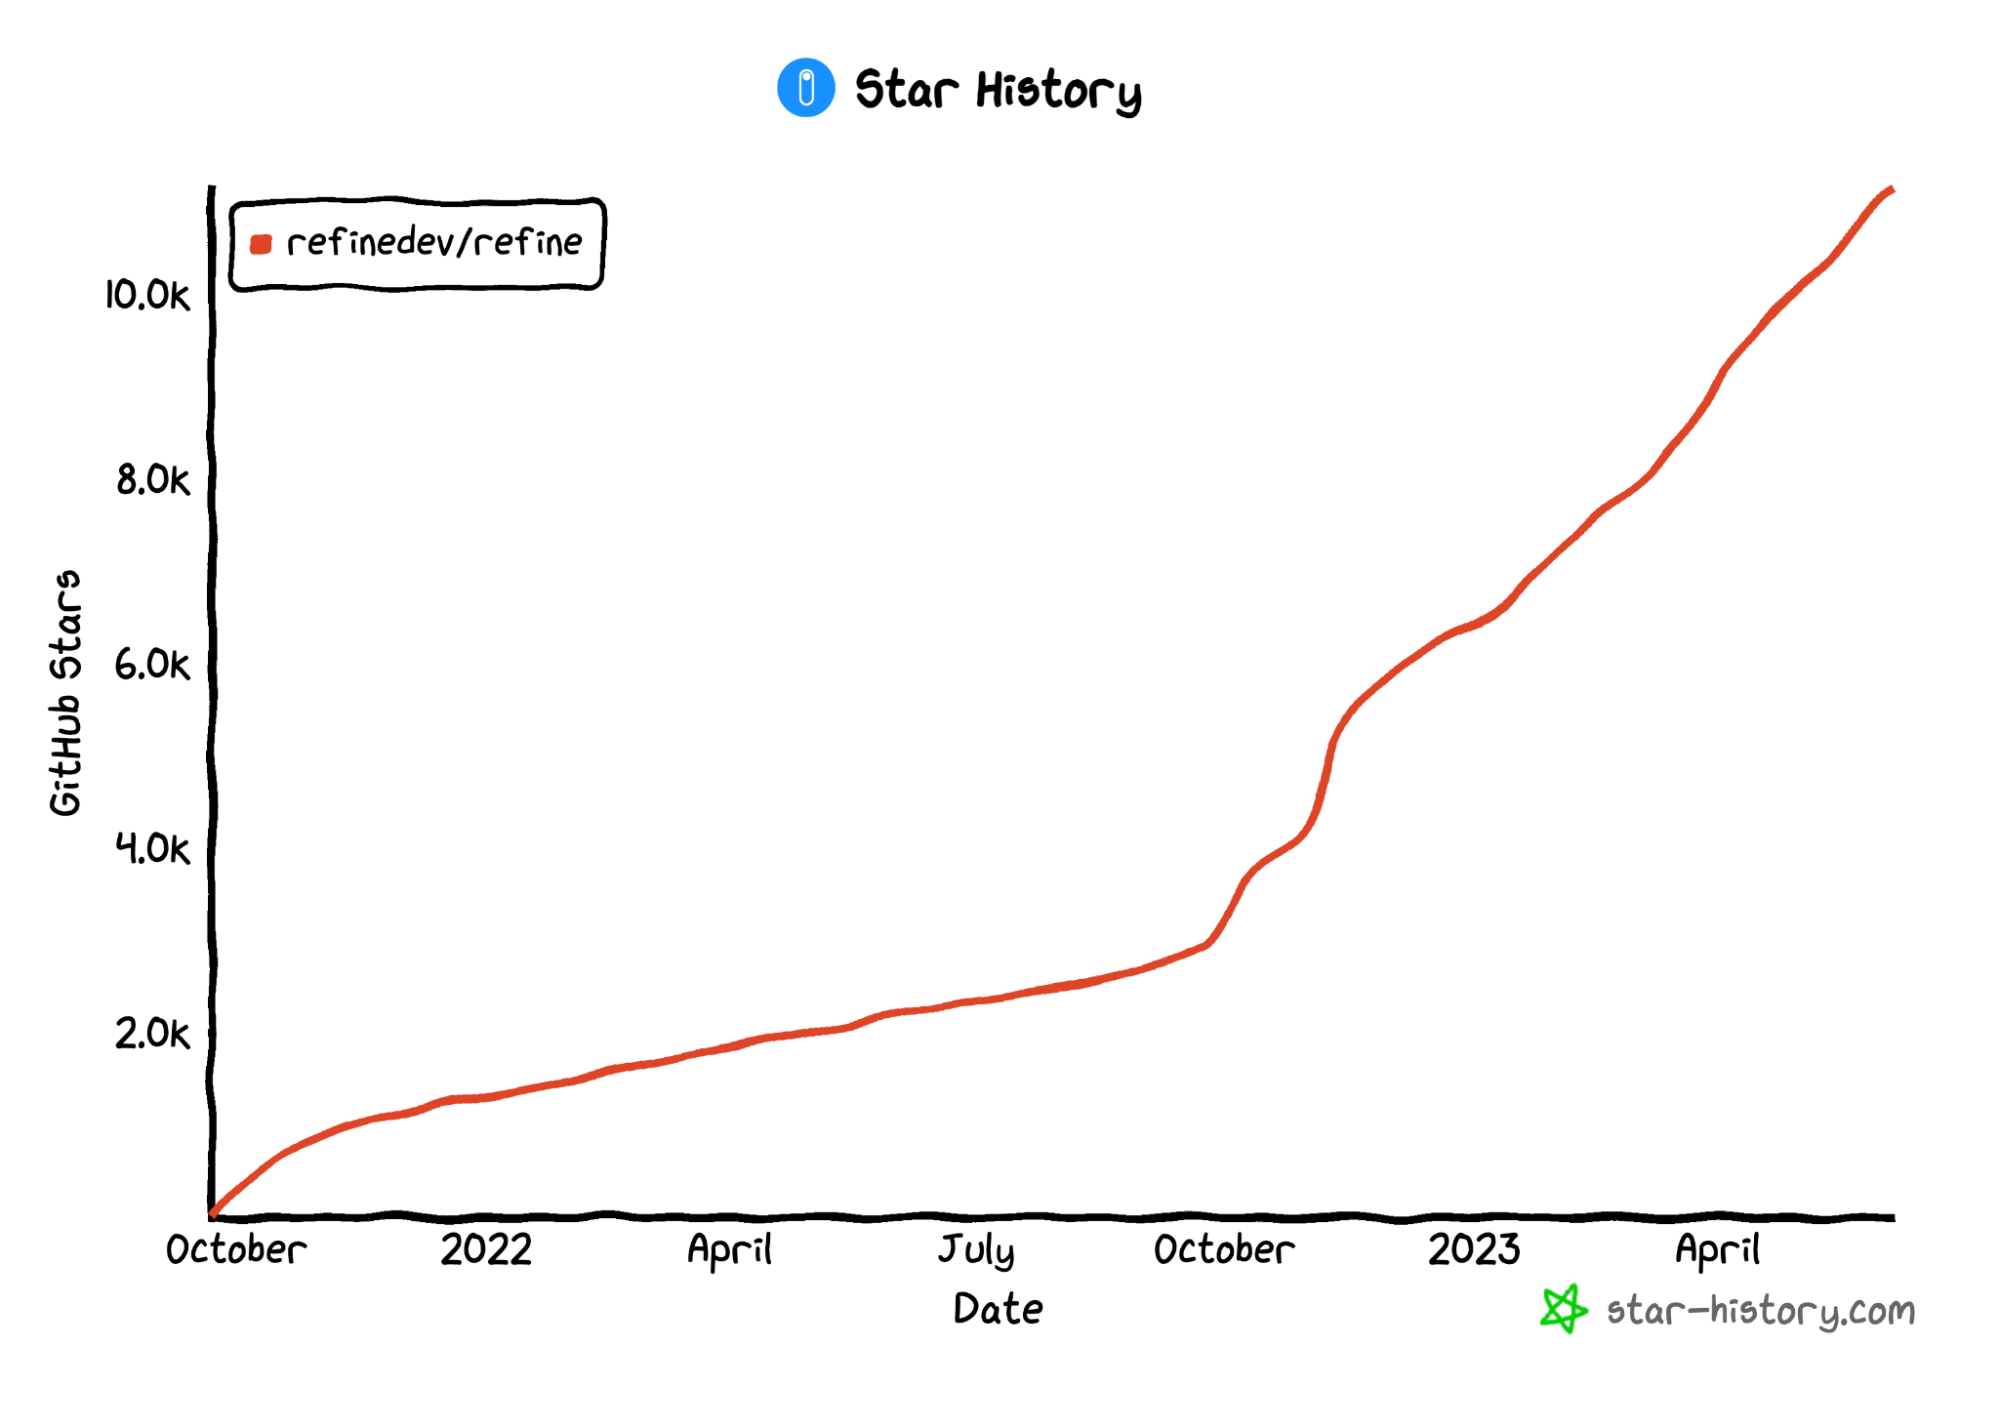 Star History
refinedev/refine
10.0K
8.0K
6.0K
4.0K
2.0K
GitHub Stars
October 2022 April July October 2023 April
Date
star-history.com